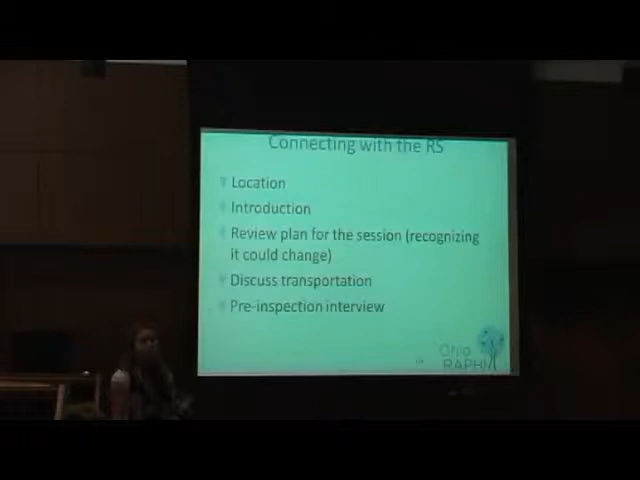 Connecting with the RS
Location
Introduction
Review plan for the session (recognizing
it could change)
Discuss transportation
Pre-inspection interview
Ohio
RAPHI